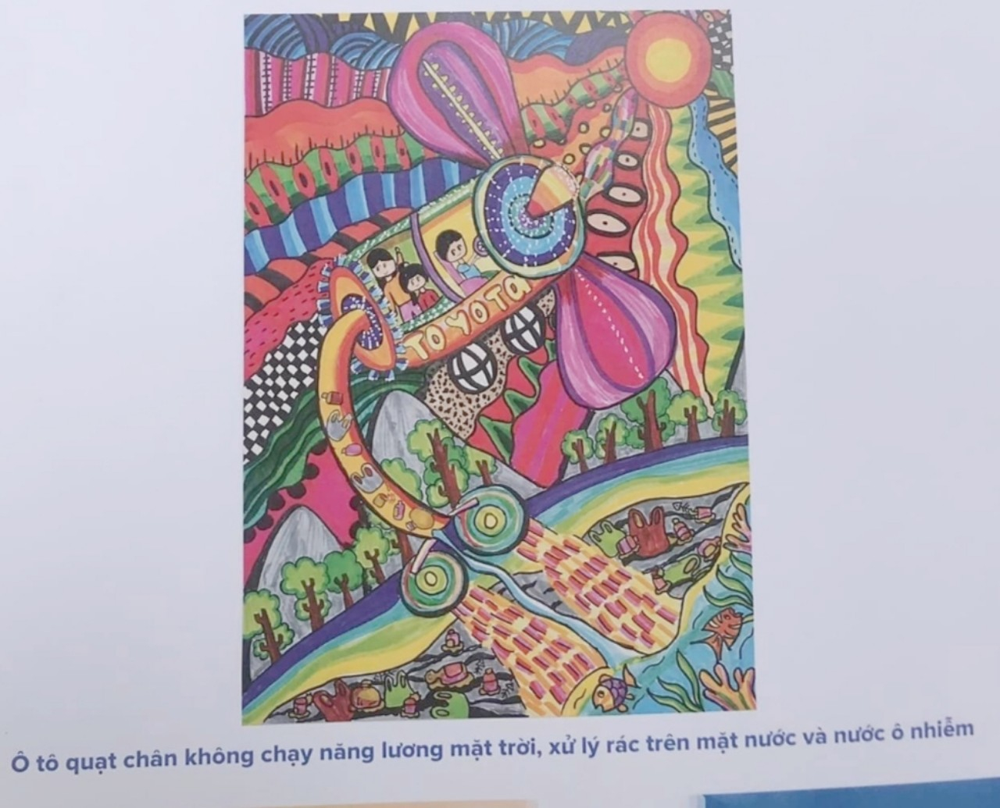 TOYOTA
Ô tô quạt chân không chạy năng lương mặt trời, xử lý rác trên mặt nước và nước ô nhiễm